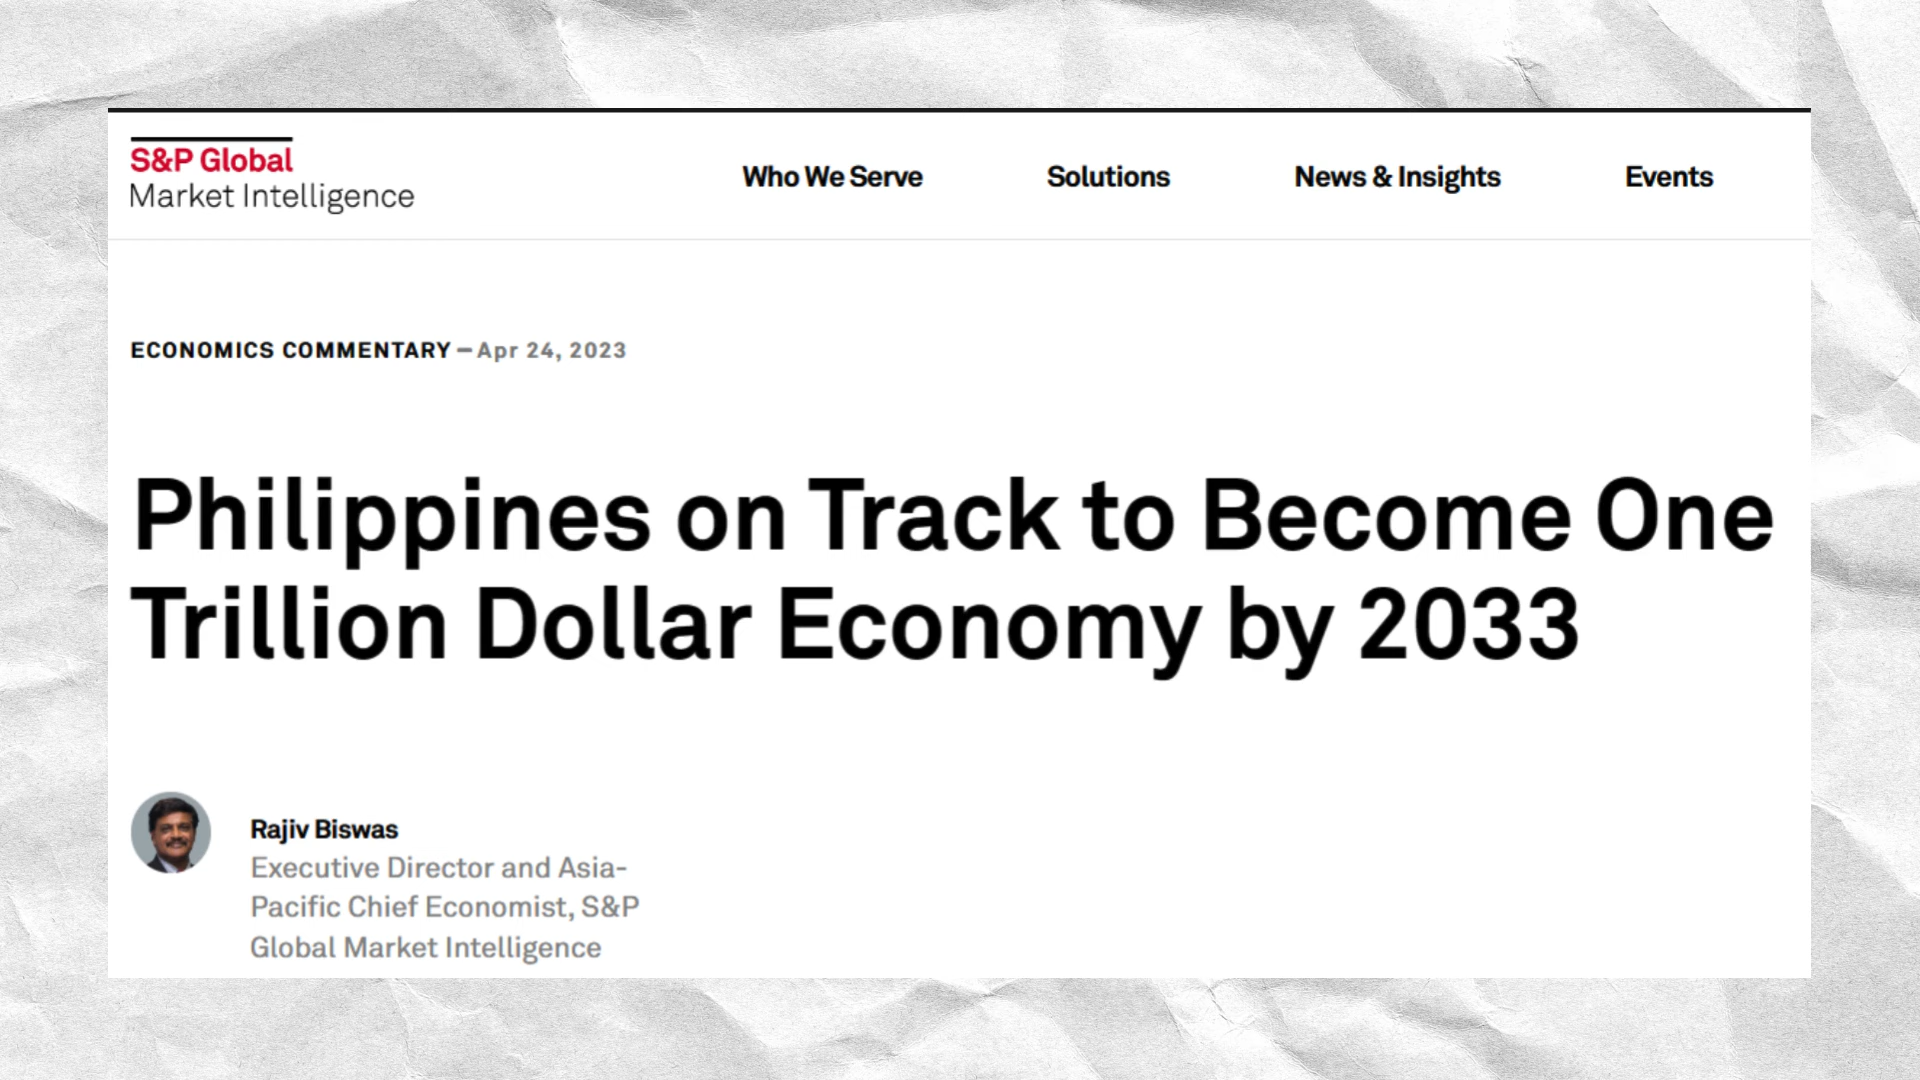 S&P Global
Market Intelligence
Who We Serve
Solutions
News & Insights
Events
ECONOMICS COMMENTARY — Apr 24, 2023
Philippines on Track to Become One
Trillion Dollar Economy by 2033
Rajiv Biswas
Executive Director and Asia-
Pacific Chief Economist, S&P
Global Market Intelligence